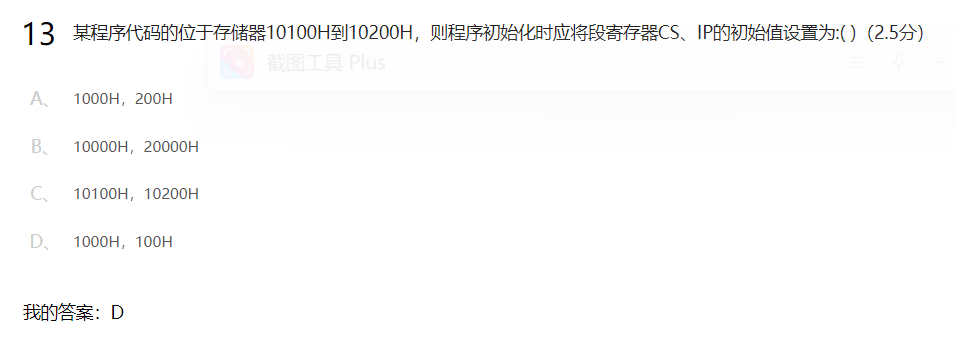 13 某程序代码的位于存储器10100H到10200H，则程序初始化时应将段寄存器CS、IP的初始值设置为:( )（2.5分）
截图工具 Plus
A、 1000H，200H
B、 10000H，20000H
C、 10100H，10200H
D、 1000H，100H
我的答案：D